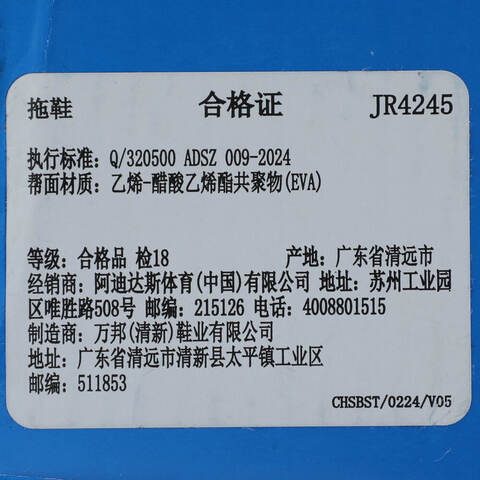 拖鞋 合格证 JR4245
执行标准: Q/320500 ADSZ 009-2024
帮面材质: 乙烯-醋酸乙烯酯共聚物(EVA)
等级: 合格品 检18 产地: 广东省清远市
经销商: 阿迪达斯体育(中国)有限公司 地址: 苏州工业园
区唯胜路508号 邮编: 215126 电话: 4008801515
制造商: 万邦(清新)鞋业有限公司
地址: 广东省清远市清新县太平镇工业区
邮编: 511853
CHSBST/0224/V05